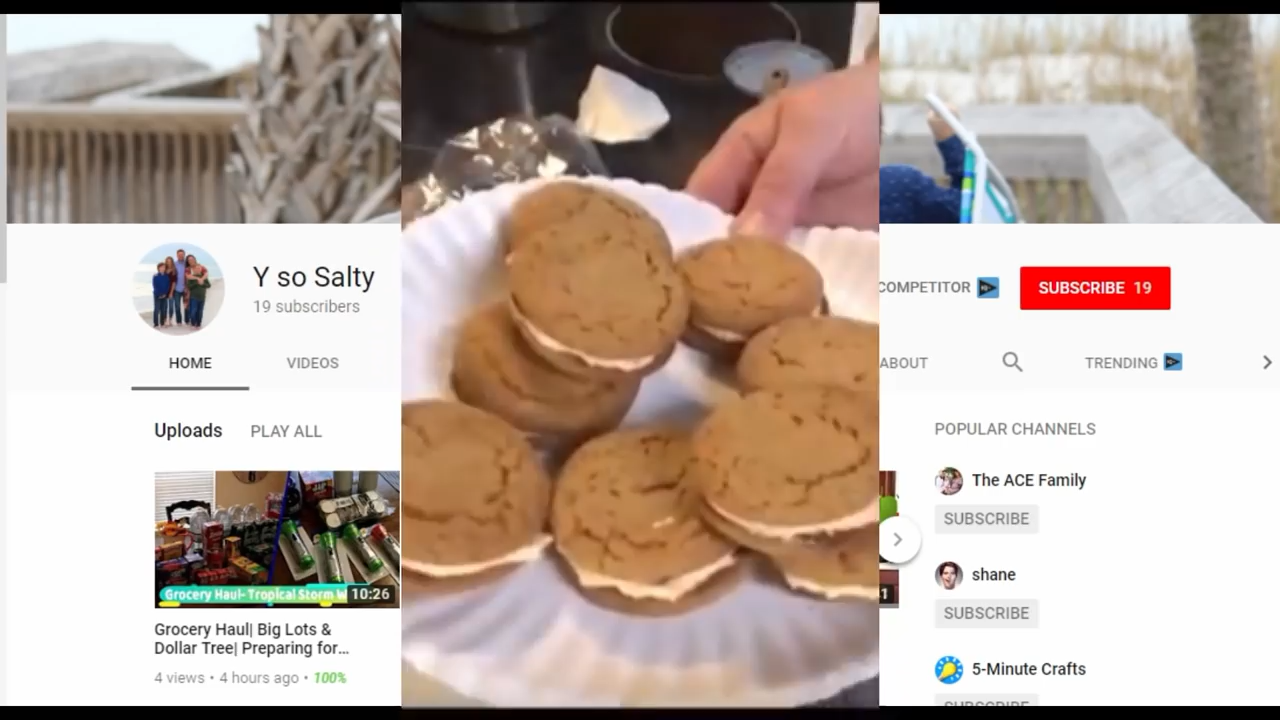 Y so Salty
19 subscribers
COMPETITOR
SUBSCRIBE 19
HOME
VIDEOS
ABOUT
TRENDING
Uploads
PLAY ALL
POPULAR CHANNELS
The ACE Family
SUBSCRIBE
shane
SUBSCRIBE
5-Minute Crafts
SUBSCRIBE
Grocery Haul- Tropical Storm W
10:26
1
Grocery Haul| Big Lots &
Dollar Tree| Preparing for...
4 views • 4 hours ago • 100%